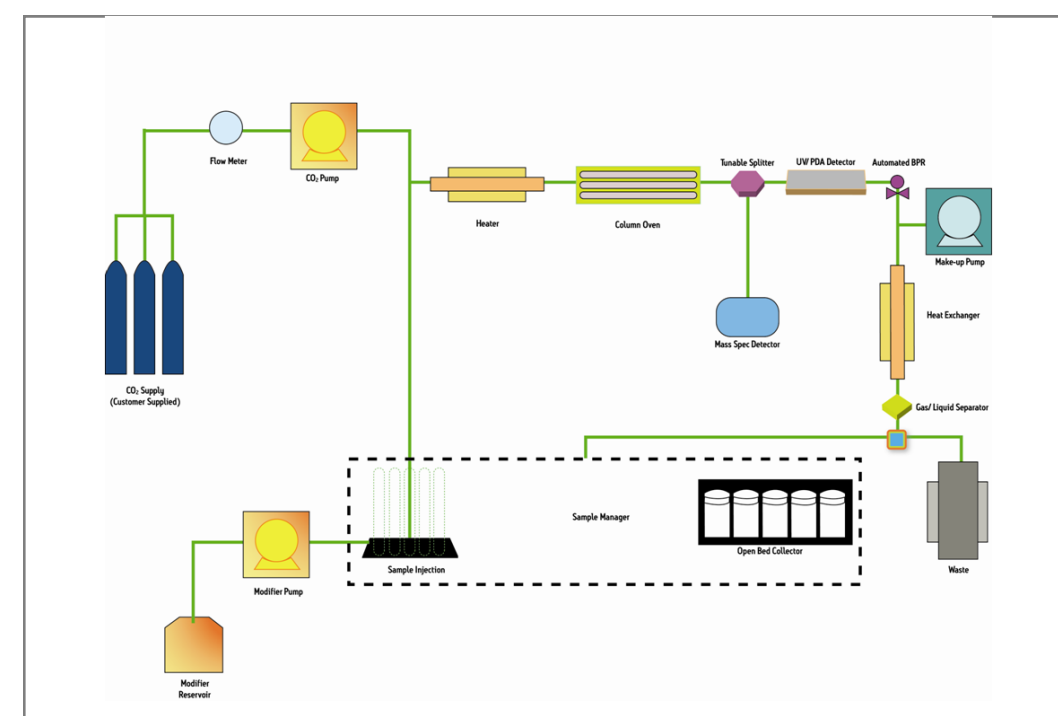 Flow Meter
CO₂ Pump
Tunable Splitter
UV/ PDA Detector
Automated BPR
Heater
Column Oven
Make-up Pump
Heat Exchanger
Mass Spec Detector
CO₂ Supply
(Customer Supplied)
Gas/ Liquid Separator
Sample Manager
Open Bed Collector
Sample Injection
Waste
Modifier Pump
Modifier
Reservoir